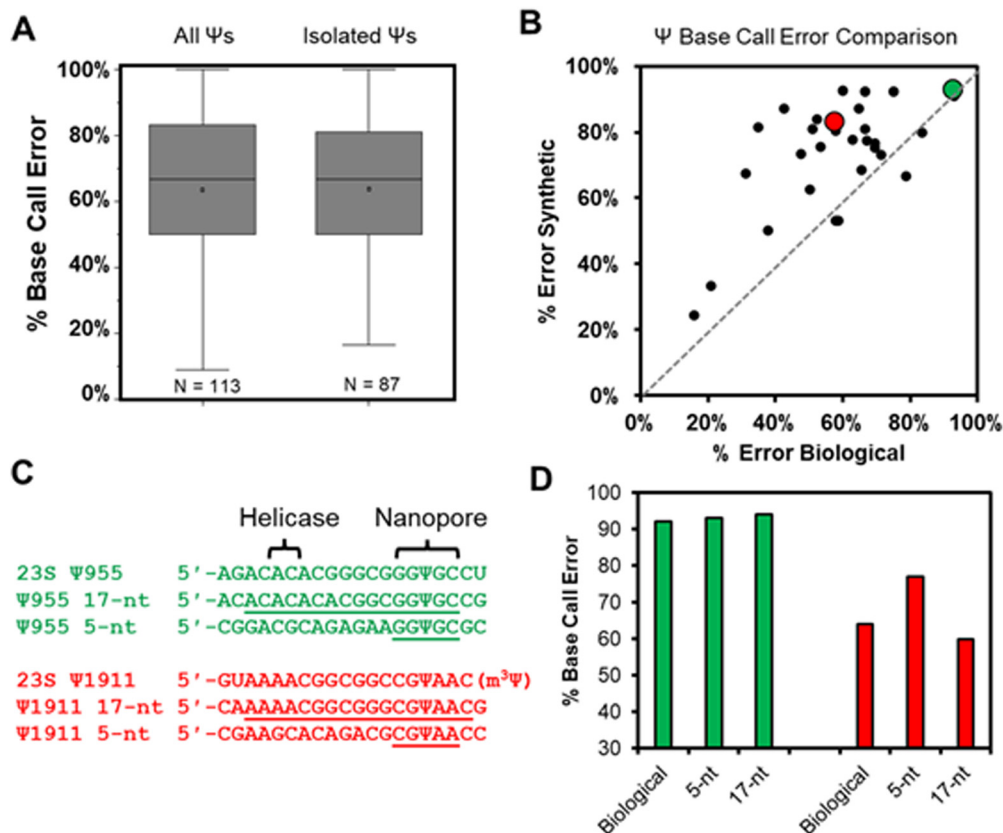 A
All Ψs
Isolated Ψs
% Base Call Error
100%
80%
60%
40%
20%
0%
N = 113
N = 87
B
Ψ Base Call Error Comparison
% Error Synthetic
100%
80%
60%
40%
20%
0%
0%
20%
40%
60%
80%
100%
% Error Biological
C
Helicase
Nanopore
23S Ψ955 5′-AGACACACGGGCGGGΨGCCU
Ψ955 17-nt 5′-ACACACACACGGCGGΨGCCG
Ψ955 5-nt 5′-CGGACGCAGAGAAGGΨGCGC
23S Ψ1911 5′-GUAAAACGGCGGCCGΨAAC(m³Ψ)
Ψ1911 17-nt 5′-CAAAAACGGCGGGCGΨAACG
Ψ1911 5-nt 5′-CGAAGCACAGACGCGΨAACC
D
% Base Call Error
100
90
80
70
60
50
40
30
Biological
5-nt
17-nt
Biological
5-nt
17-nt